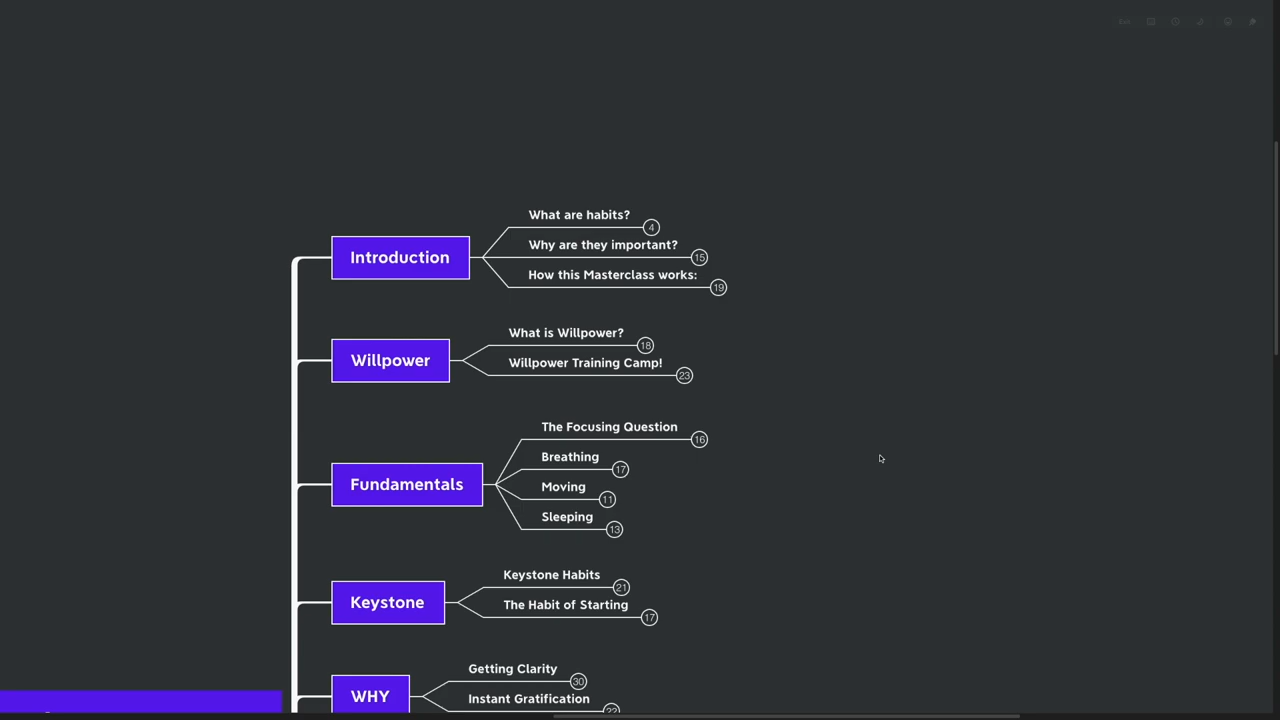 What are habits?
4
Introduction
Why are they important?
15
How this Masterclass works:
19
What is Willpower?
18
Willpower
Willpower Training Camp!
23
The Focusing Question
16
Breathing
17
Fundamentals
Moving
11
Sleeping
13
Keystone Habits
21
Keystone
The Habit of Starting
17
Getting Clarity
30
WHY
Instant Gratification